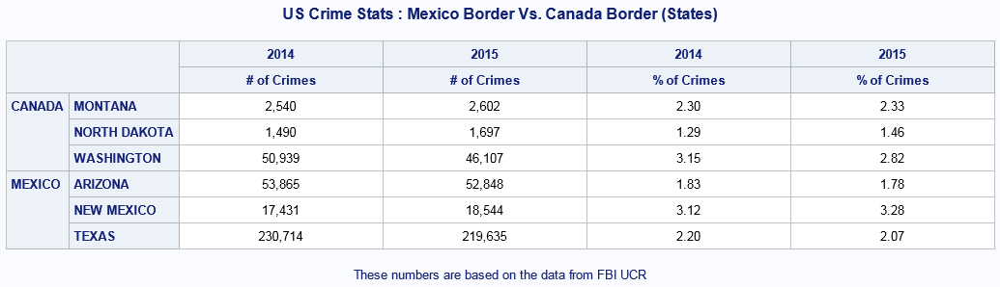 US Crime Stats : Mexico Border Vs. Canada Border (States)
2014 2015 2014 2015
# of Crimes # of Crimes % of Crimes % of Crimes
CANADA MONTANA 2,540 2,602 2.30 2.33
NORTH DAKOTA 1,490 1,697 1.29 1.46
WASHINGTON 50,939 46,107 3.15 2.82
MEXICO ARIZONA 53,865 52,848 1.83 1.78
NEW MEXICO 17,431 18,544 3.12 3.28
TEXAS 230,714 219,635 2.20 2.07
These numbers are based on the data from FBI UCR